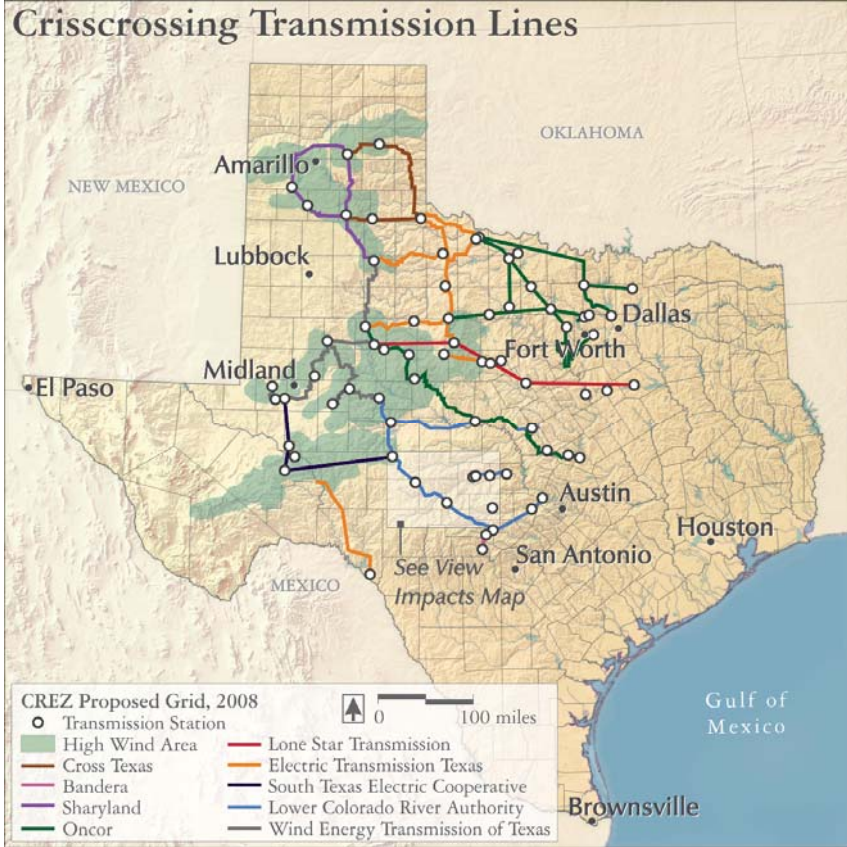 Crisscrossing Transmission Lines
OKLAHOMA
Amarillo
NEW MEXICO
Lubbock
Dallas
Fort Worth
Midland
El Paso
Austin
Houston
See View
Impacts Map
San Antonio
MEXICO
CREZ Proposed Grid, 2008
Transmission Station
0 100 miles
High Wind Area
Cross Texas
Bandera
Sharyland
Oncor
Lone Star Transmission
Electric Transmission Texas
South Texas Electric Cooperative
Lower Colorado River Authority
Wind Energy Transmission of Texas
Gulf of
Mexico
Brownsville